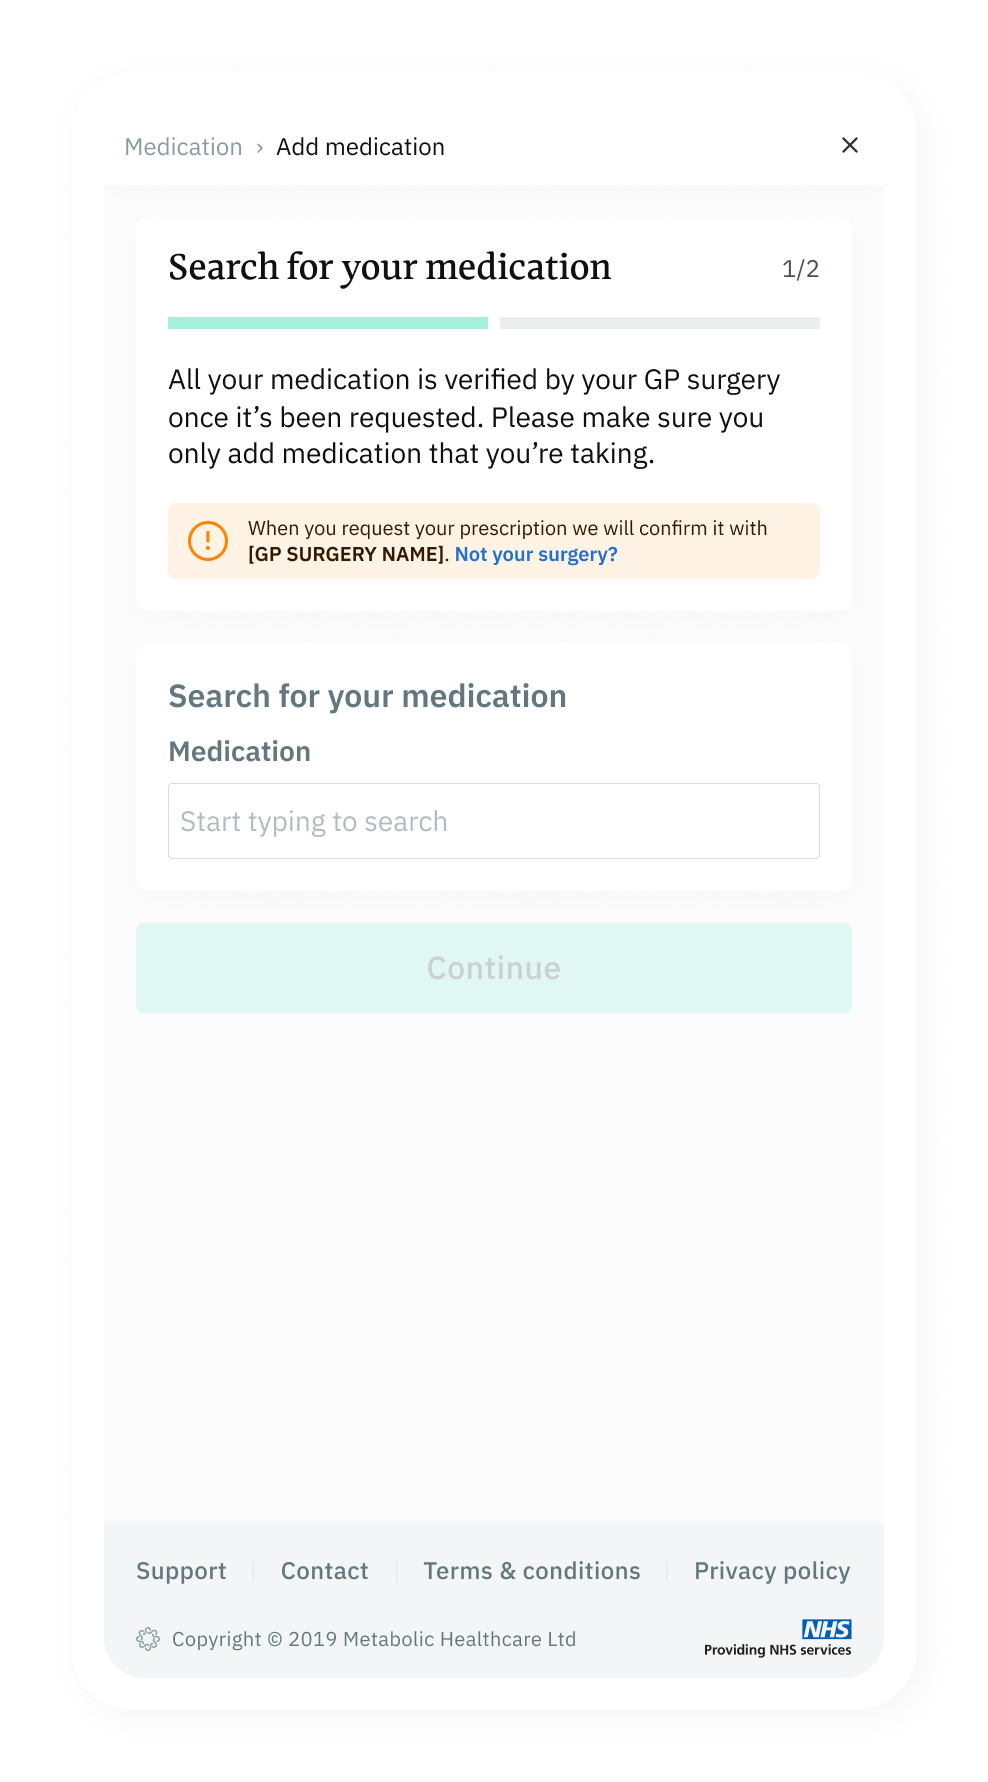 Medication › Add medication
Search for your medication 1/2
All your medication is verified by your GP surgery
once it’s been requested. Please make sure you
only add medication that you’re taking.
When you request your prescription we will confirm it with
[GP SURGERY NAME]. Not your surgery?
Search for your medication
Medication
Start typing to search
Continue
Support Contact Terms & conditions Privacy policy
Copyright © 2019 Metabolic Healthcare Ltd
NHS
Providing NHS services